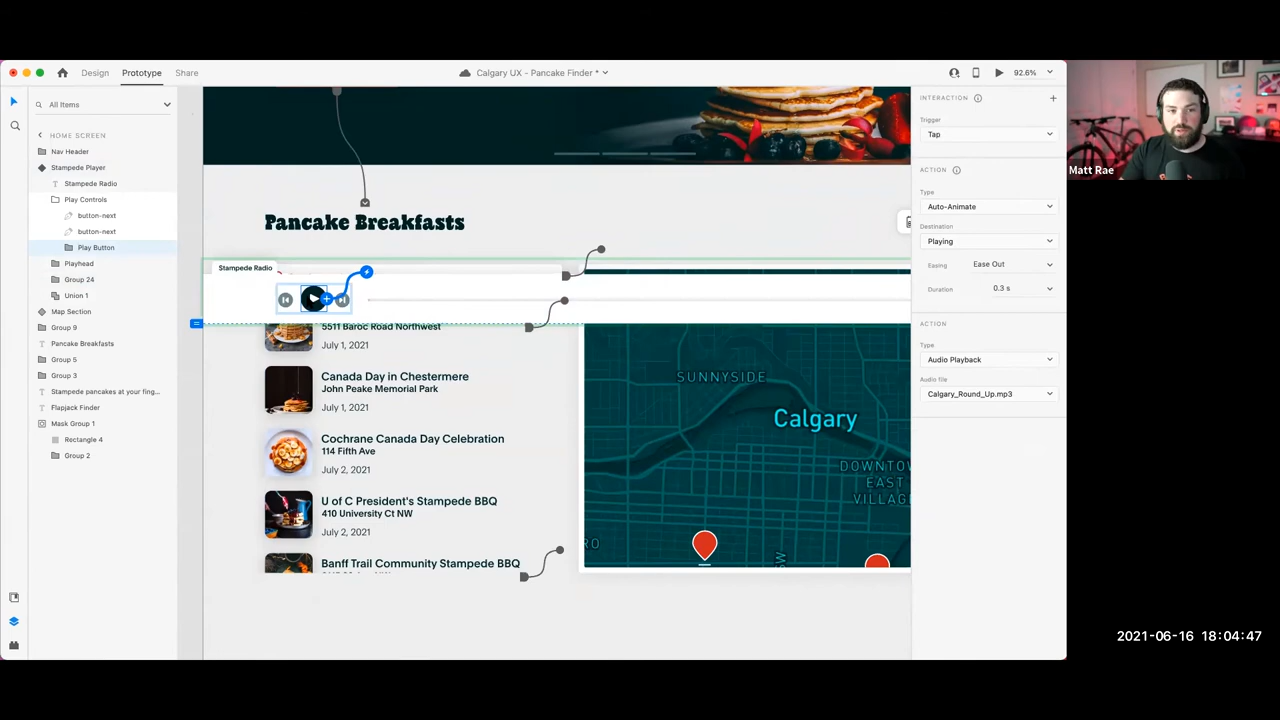 Design
Prototype
Share
Calgary UX - Pancake Finder *
92.6%
All Items
HOME SCREEN
Nav Header
Stampede Player
Stampede Radio
Play Controls
button-next
button-next
Play Button
Playhead
Group 24
Union 1
Map Section
Group 9
Pancake Breakfasts
Group 5
Group 3
Stampede pancakes at your fing...
Flapjack Finder
Mask Group 1
Rectangle 4
Group 2
Pancake Breakfasts
Stampede Radio
5511 Baroc Road Northwest
July 1, 2021
Canada Day in Chestermere
John Peake Memorial Park
July 1, 2021
Cochrane Canada Day Celebration
114 Fifth Ave
July 2, 2021
U of C President's Stampede BBQ
410 University Ct NW
July 2, 2021
Banff Trail Community Stampede BBQ
SUNNYSIDE
Calgary
DOWNTOW
EAST
VILLAG
RO
SW
INTERACTION
Trigger
Tap
ACTION
Type
Auto-Animate
Destination
Playing
Easing
Ease Out
Duration
0.3 s
ACTION
Type
Audio Playback
Audio file
Calgary_Round_Up.mp3
Matt Rae
2021-06-16 18:04:47